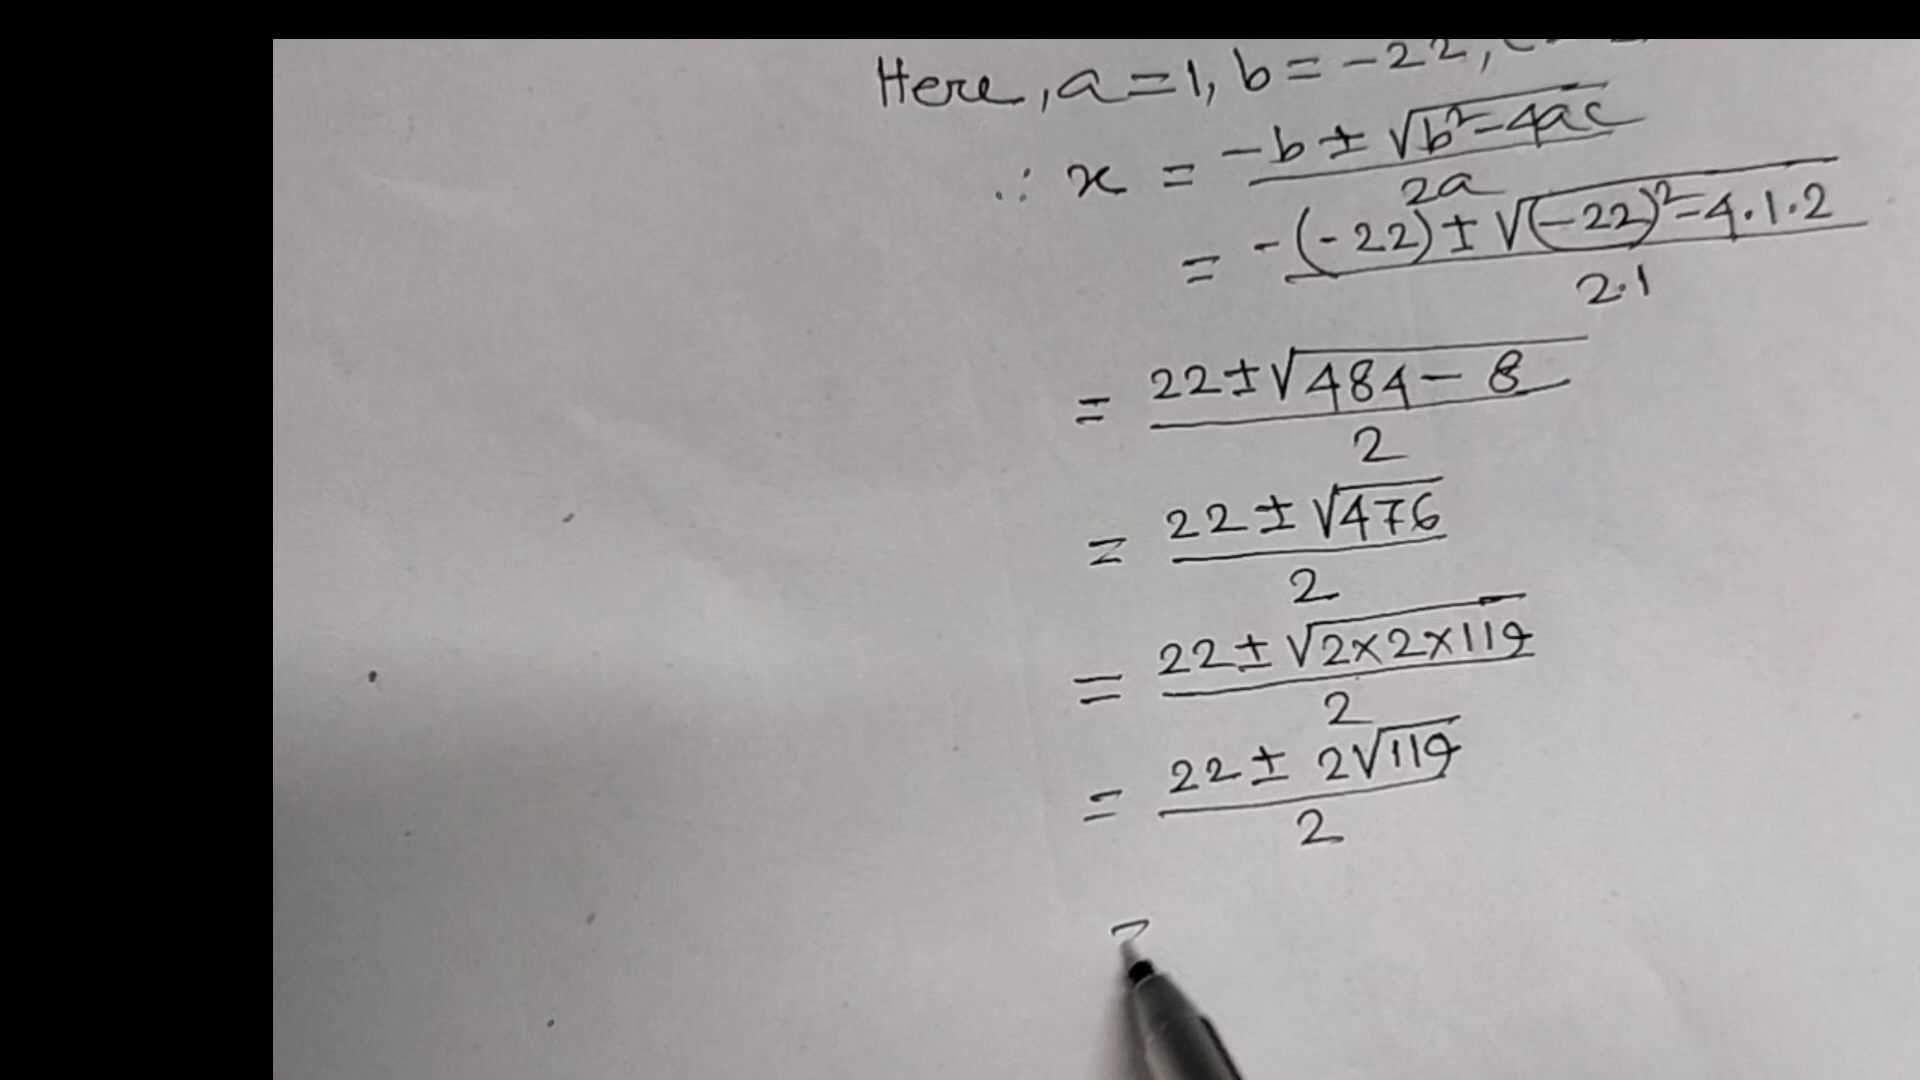 Here, a = 1, b = -22,
∴ x = (-b ± √(b² - 4ac)) / 2a
= (-(-22) ± √((-22)² - 4.1.2)) / 2.1
= (22 ± √(484 - 8)) / 2
= (22 ± √476) / 2
= (22 ± √(2×2×119)) / 2
= (22 ± 2√119) / 2